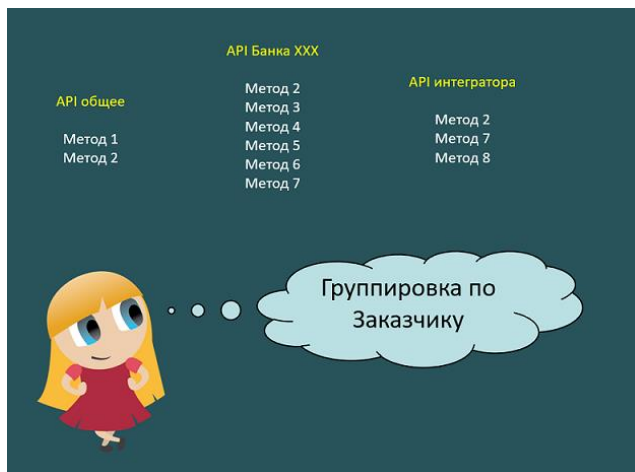 API общее
Метод 1
Метод 2
API Банка XXX
Метод 2
Метод 3
Метод 4
Метод 5
Метод 6
Метод 7
API интегратора
Метод 2
Метод 7
Метод 8
Группировка по
Заказчику